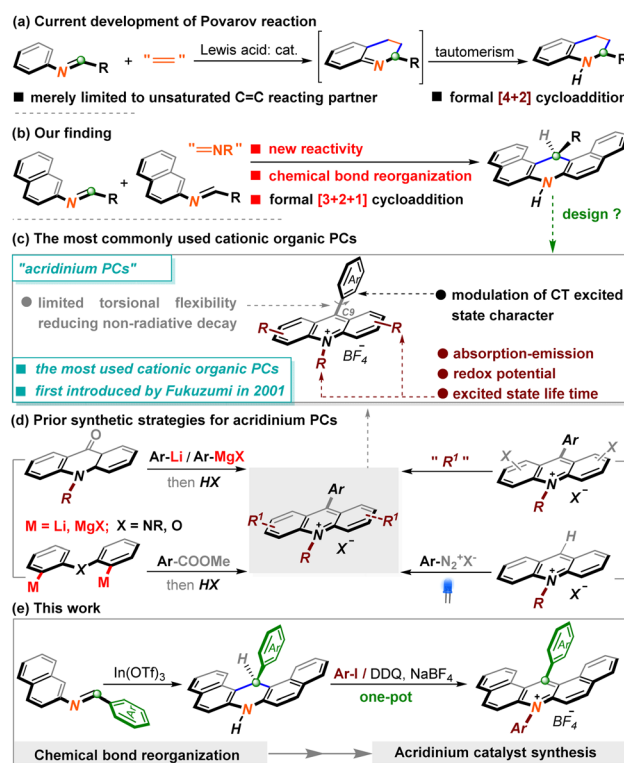 (a) Current development of Povarov reaction
N
R
+
"═"
Lewis acid: cat.
N
R
tautomerism
N
R
H
■ merely limited to unsaturated C=C reacting partner
■ formal [4+2] cycloaddition
(b) Our finding
N
R
+
N
R
"=NR"
■ new reactivity
■ chemical bond reorganization
■ formal [3+2+1] cycloaddition
H
R
N
H
design ?
(c) The most commonly used cationic organic PCs
"acridinium PCs"
● limited torsional flexibility
reducing non-radiative decay
Ar
C9
R
R
N+
R
BF4−
● modulation of CT excited
state character
● absorption-emission
● redox potential
● excited state life time
■ the most used cationic organic PCs
■ first introduced by Fukuzumi in 2001
(d) Prior synthetic strategies for acridinium PCs
O
N
R
Ar-Li / Ar-MgX
then HX
M = Li, MgX; X = NR, O
X
M
M
Ar-COOMe
then HX
Ar
R1
R1
N+
R
X−
"R1"
X
Ar
X
N+
R
X−
Ar-N2+X−
H
N+
R
X−
(e) This work
N
Ar
In(OTf)3
H
Ar
N
H
Ar-I / DDQ, NaBF4
one-pot
Ar
N+
Ar
BF4−
Chemical bond reorganization
Acridinium catalyst synthesis